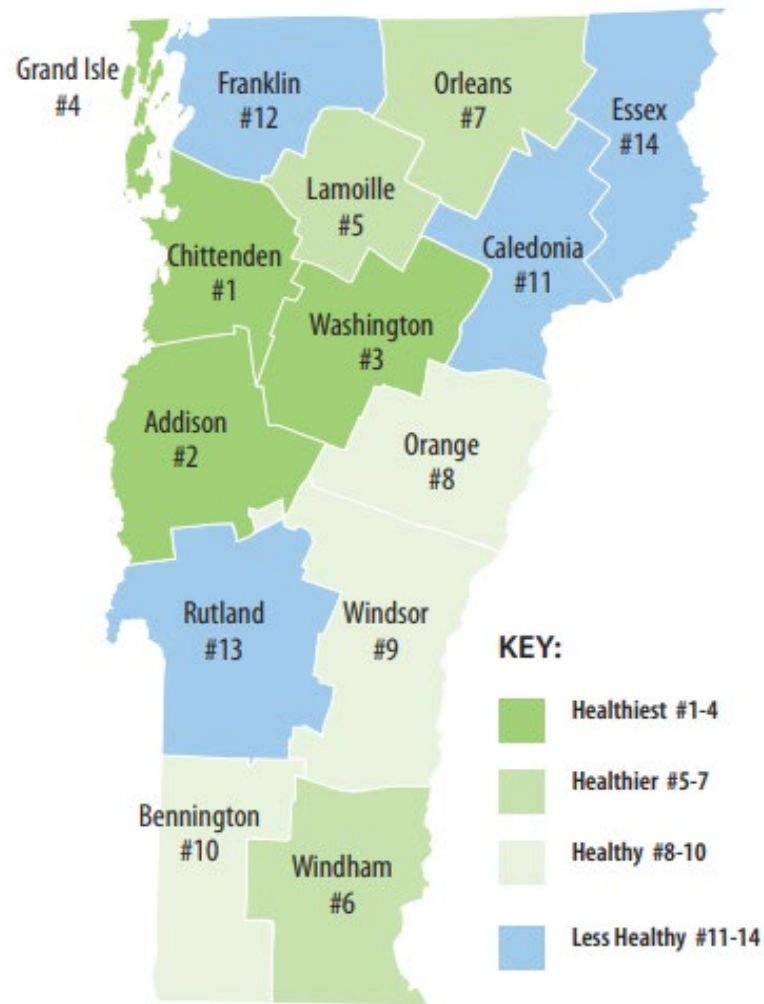 Grand Isle
#4
Franklin
#12
Orleans
#7
Essex
#14
Lamoille
#5
Chittenden
#1
Caledonia
#11
Washington
#3
Addison
#2
Orange
#8
Rutland
#13
Windsor
#9
Bennington
#10
Windham
#6
KEY:
Healthiest #1-4
Healthier #5-7
Healthy #8-10
Less Healthy #11-14